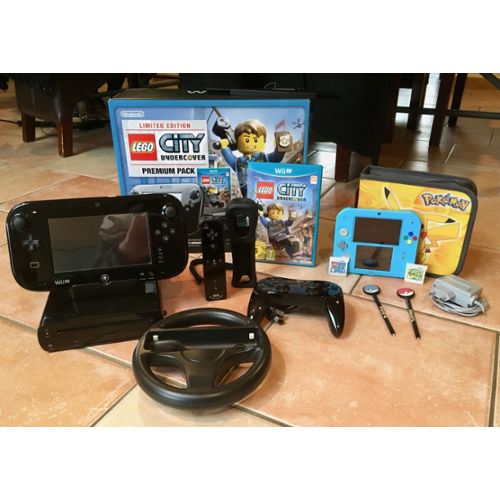 Nintendo
LIMITED EDITION
LEGO CITY
UNDERCOVER
PREMIUM PACK
Wii U
LEGO CITY
UNDERCOVER
Pokémon
Wii U